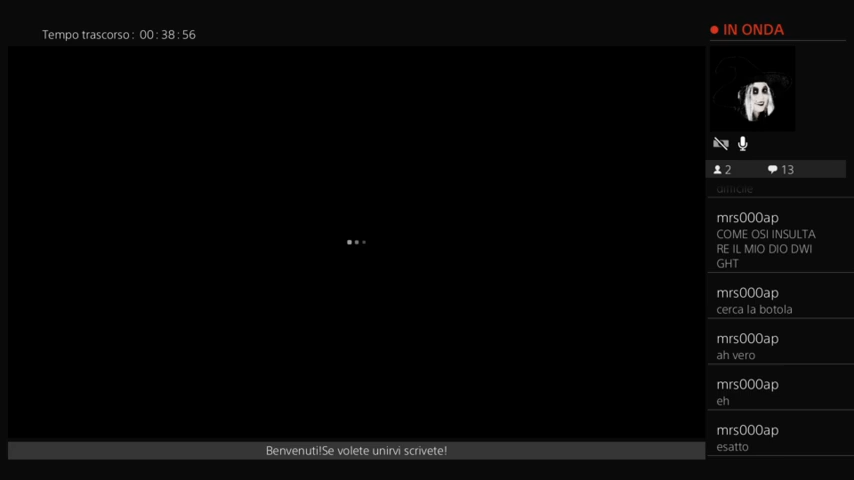 Tempo trascorso: 00:38:56
IN ONDA
2 13
difficile
mrs000ap
COME OSI INSULTA
RE IL MIO DIO DWI
GHT
mrs000ap
cerca la botola
mrs000ap
ah vero
mrs000ap
eh
mrs000ap
esatto
Benvenuti!Se volete unirvi scrivete!